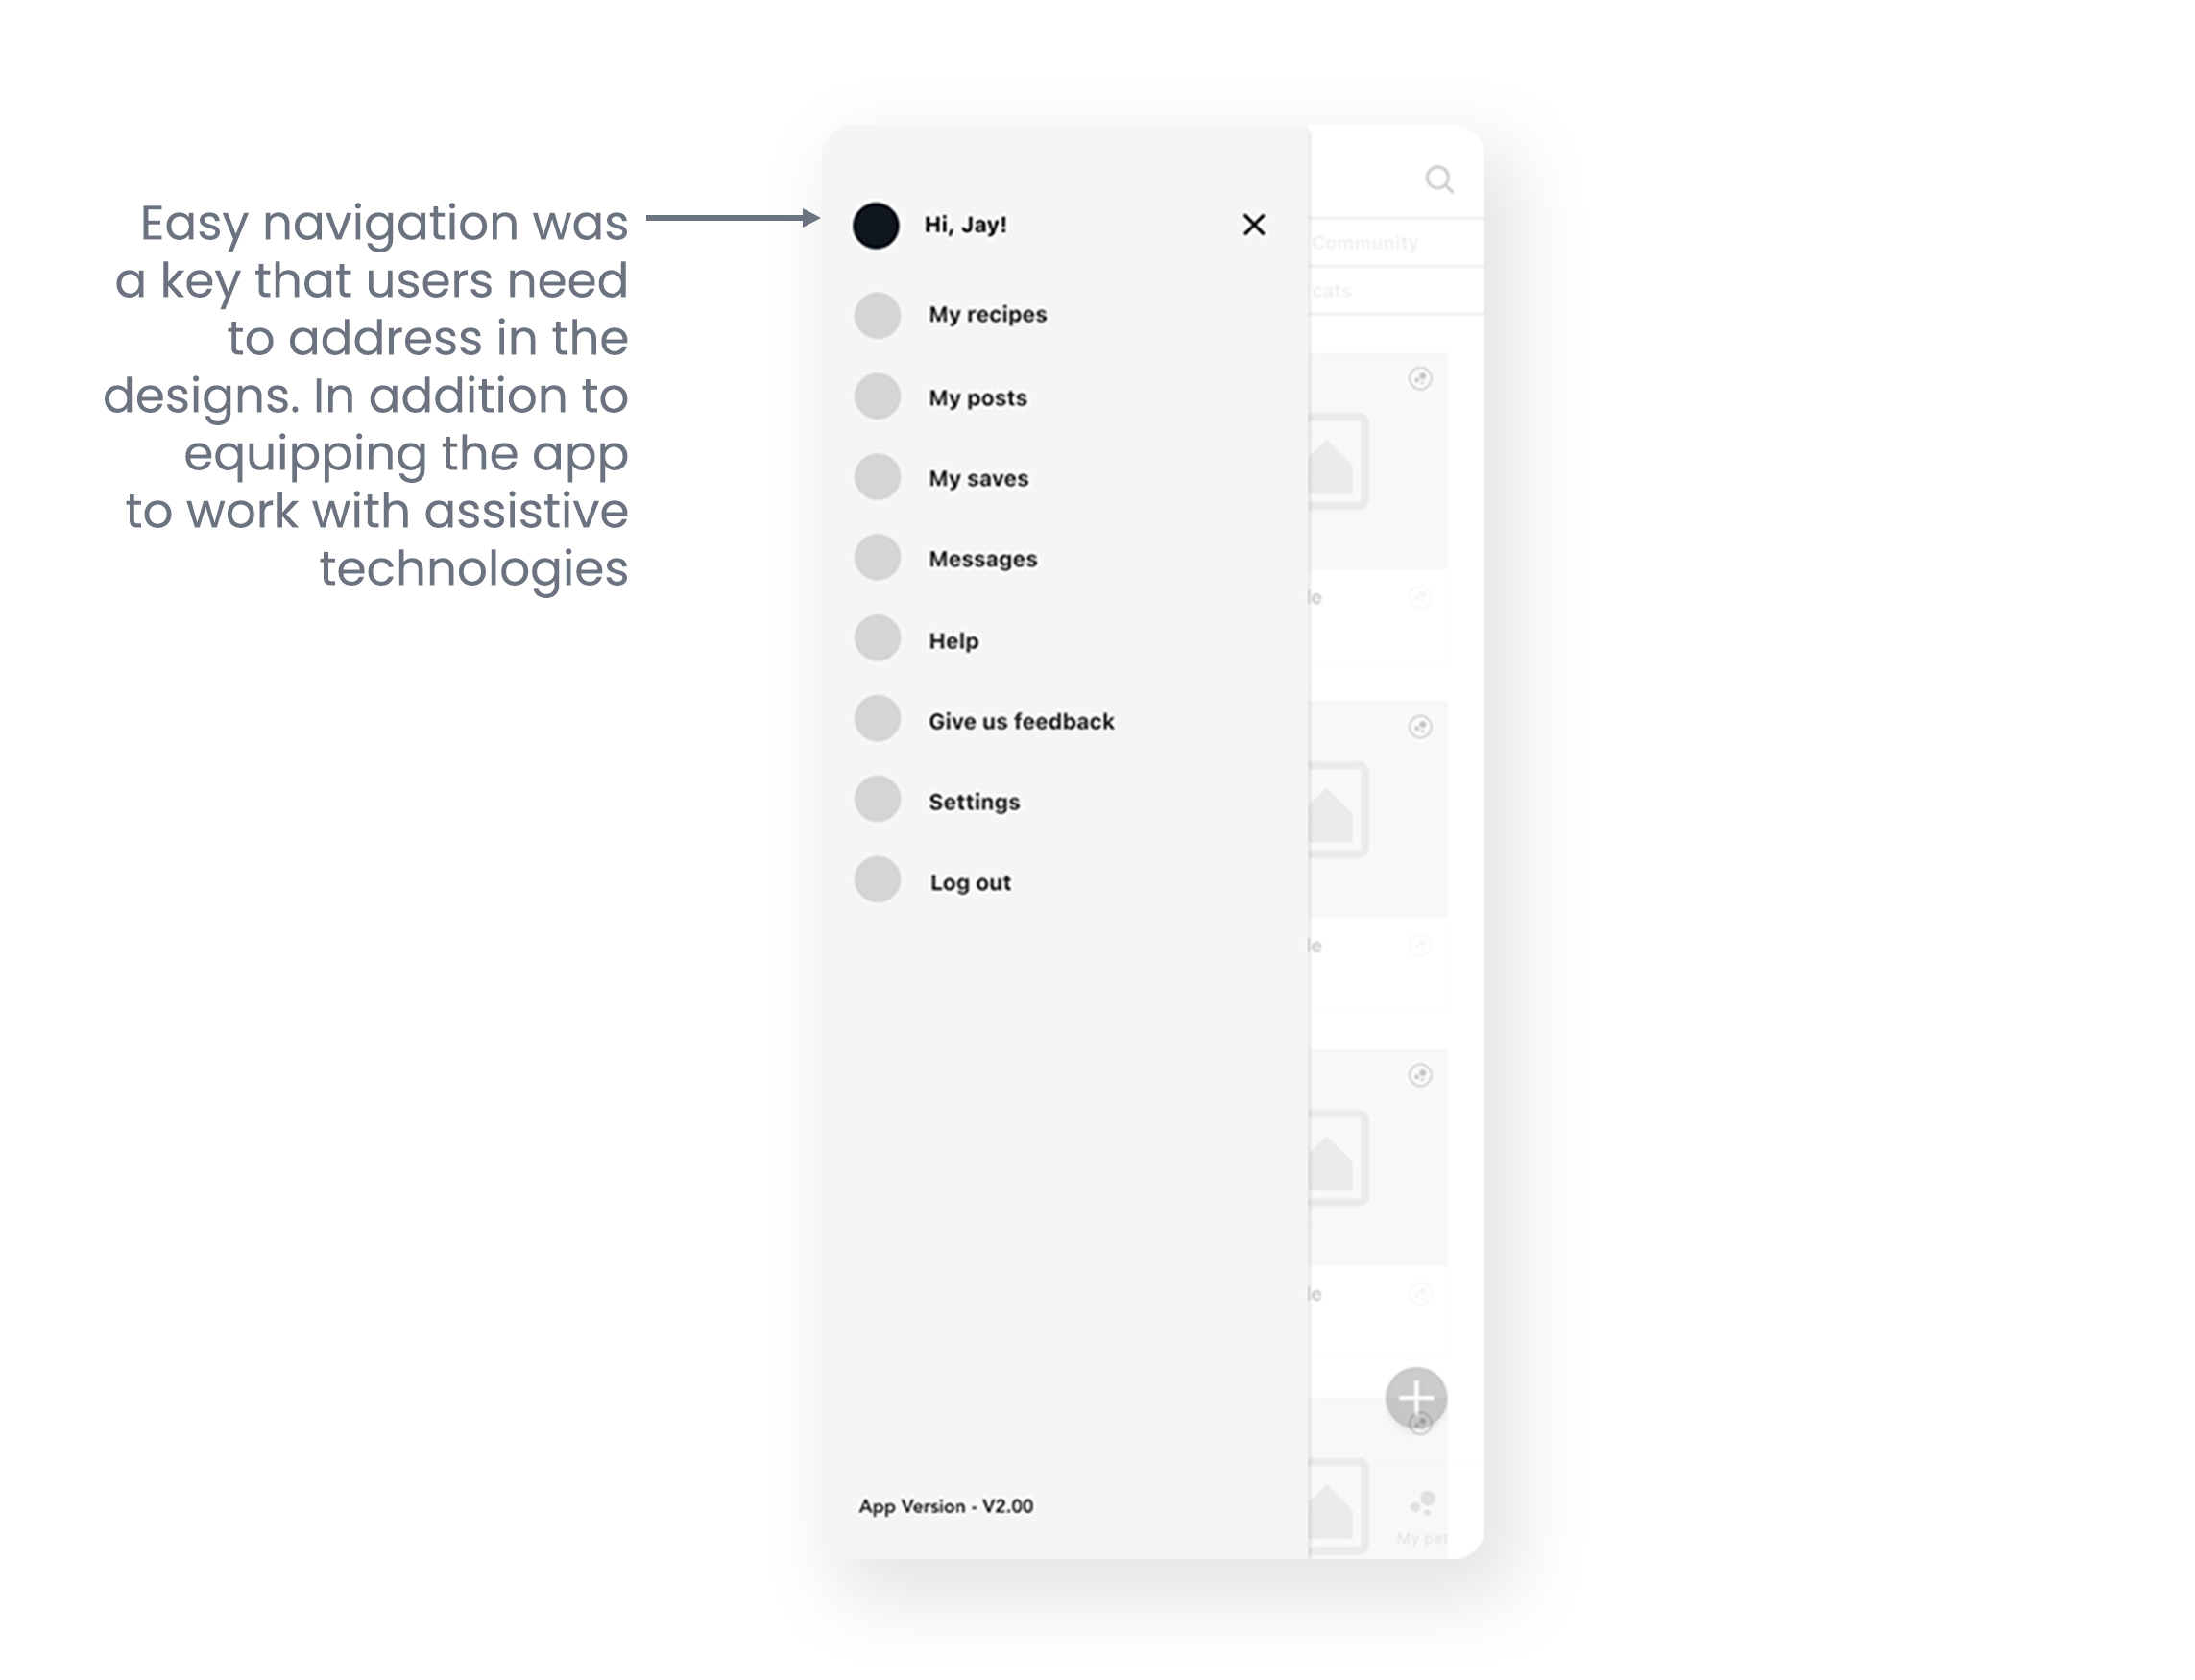 Easy navigation was
a key that users need
to address in the
designs. In addition to
equipping the app
to work with assistive
technologies
Hi, Jay!
My recipes
My posts
My saves
Messages
Help
Give us feedback
Settings
Log out
App Version - V2.00
Community
cats
le
le
le
My pet